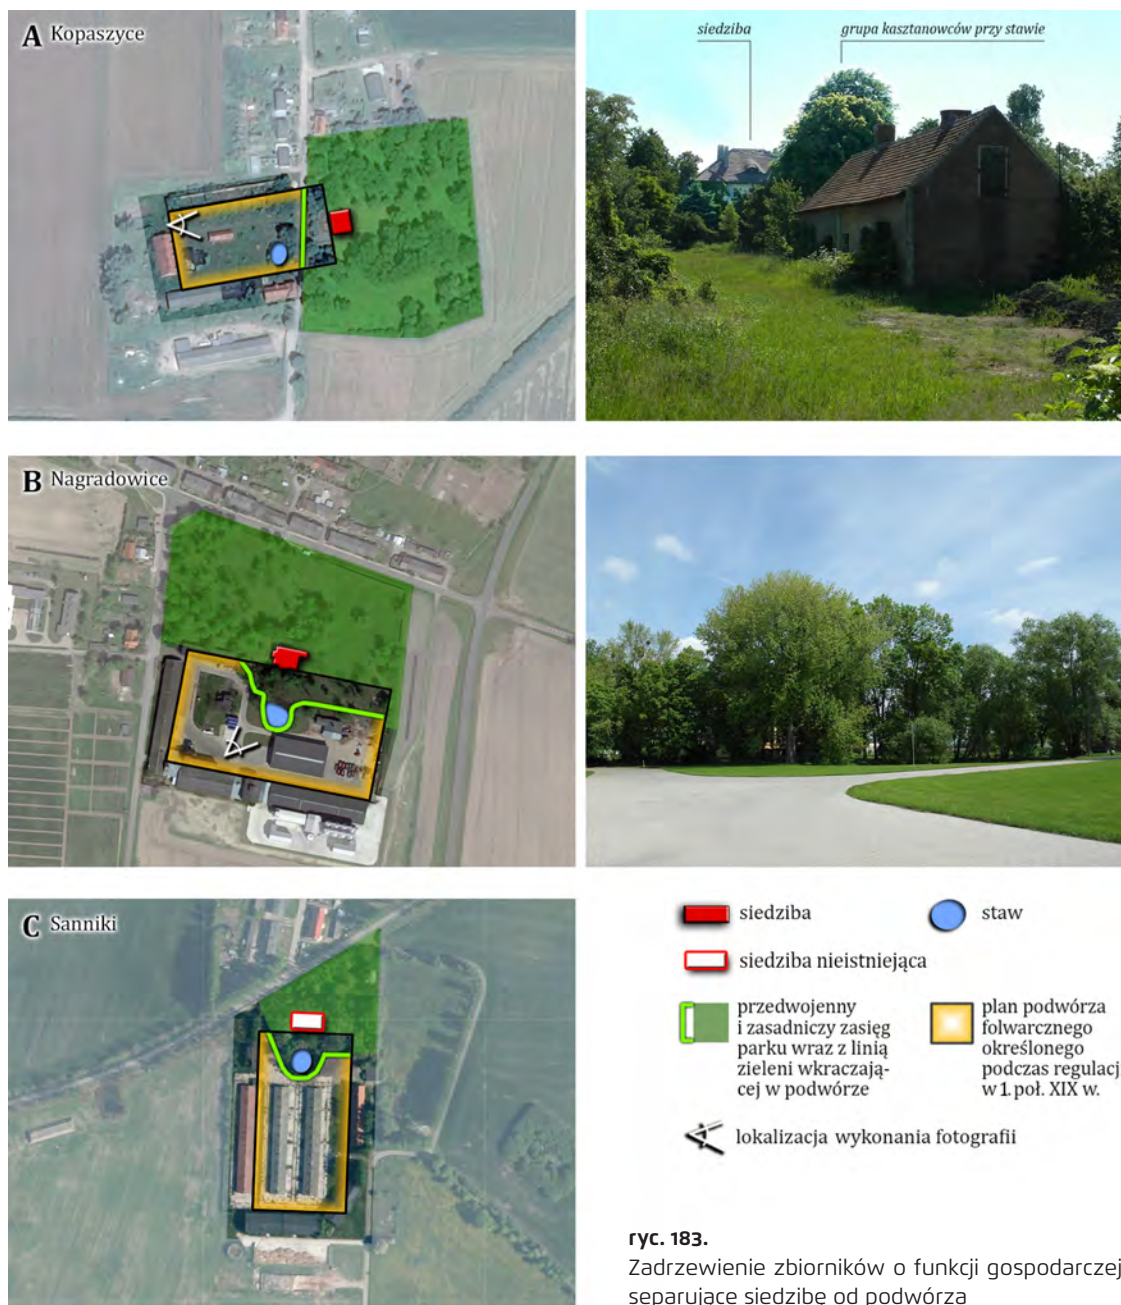 A Kopaszyce
siedziba
grupa kasztanowców przy stawie
B Nagradowice
C Sanniki
siedziba
staw
siedziba nieistniejąca
przedwojenny
i zasadniczy zasięg
parku wraz z linią
zieleni wkraczają-
cej w podwórze
plan podwórza
folwarcznego
określonego
podczas regulacj
w 1. poł. XIX w.
lokalizacja wykonania fotografii
ryc. 183.
Zadrzewienie zbiorników o funkcji gospodarczej
separujące siedzibę od podwórza